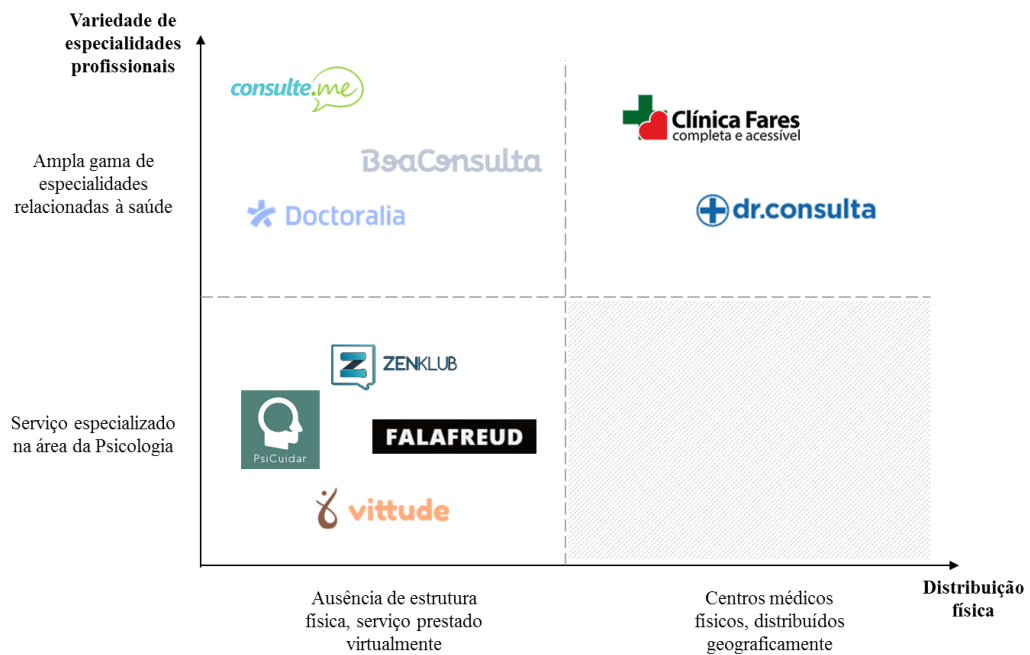 Variedade de
especialidades
profissionais
consulte.me
Clínica Fares
completa e acessível
BoaConsulta
Ampla gama de
especialidades
relacionadas à saúde
Doctoralia
dr.consulta
ZENKLUB
Serviço especializado
na área da Psicologia
PsiCuidar
FALAFREUD
vittude
Distribuição
física
Ausência de estrutura
física, serviço prestado
virtualmente
Centros médicos
físicos, distribuídos
geograficamente